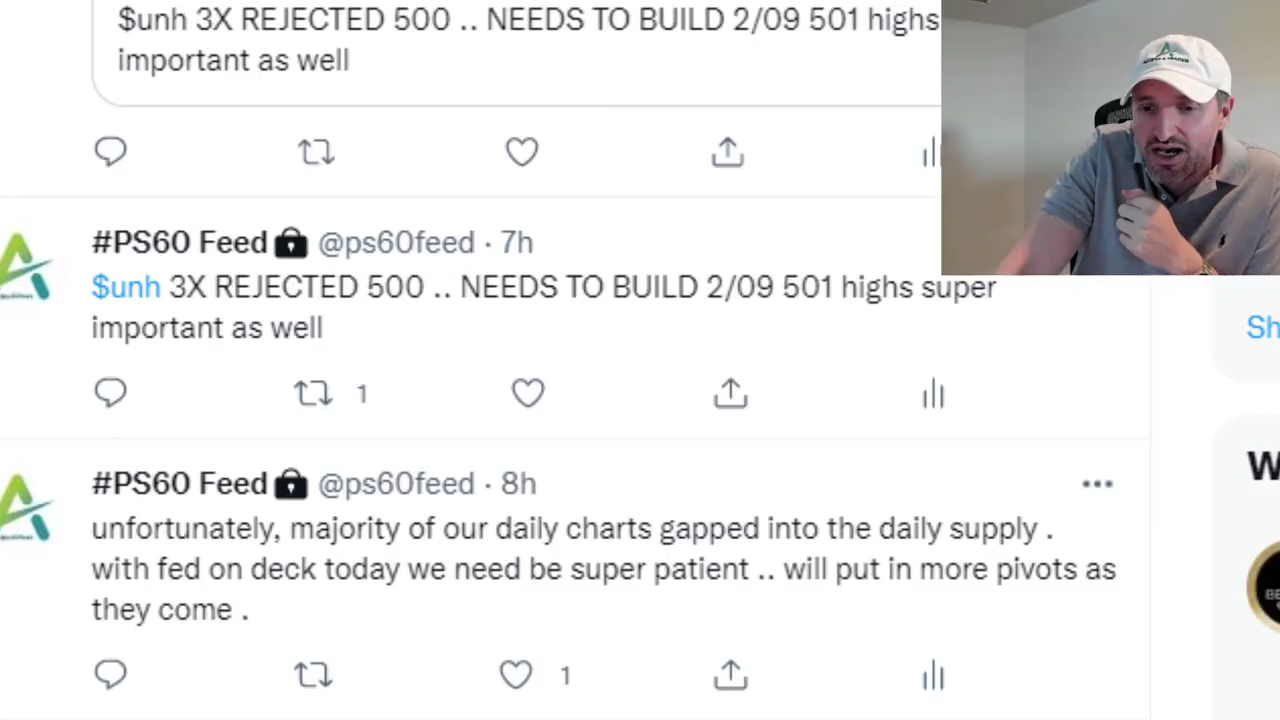 $unh 3X REJECTED 500 .. NEEDS TO BUILD 2/09 501 highs
important as well
#PS60 Feed @ps60feed · 7h
$unh 3X REJECTED 500 .. NEEDS TO BUILD 2/09 501 highs super
important as well
1
Sh
#PS60 Feed @ps60feed · 8h
unfortunately, majority of our daily charts gapped into the daily supply .
with fed on deck today we need be super patient .. will put in more pivots as
they come .
1
W